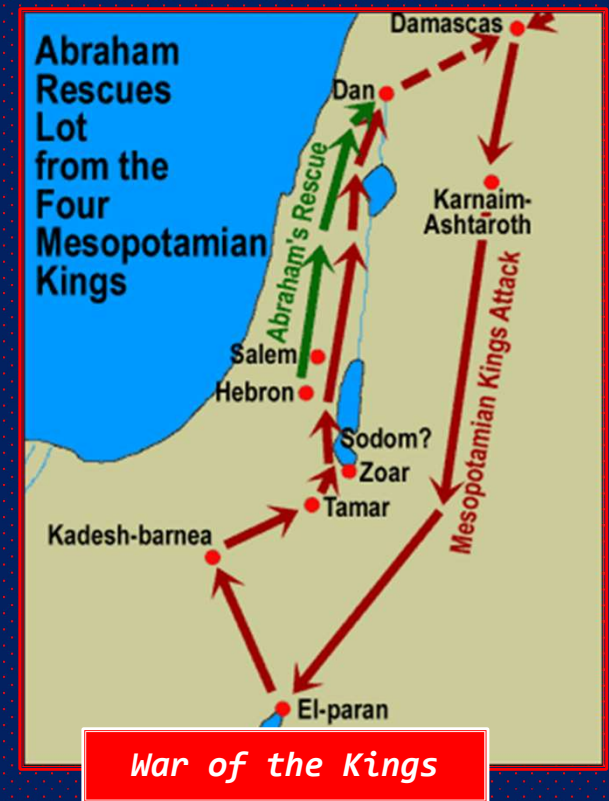 Abraham
Rescues
Lot
from the
Four
Mesopotamian
Kings
Damascas
Dan
Karnaim-
Ashtaroth
Abraham's Rescue
Mesopotamian Kings Attack
Salem
Hebron
Sodom?
Zoar
Tamar
Kadesh-barnea
El-paran
War of the Kings